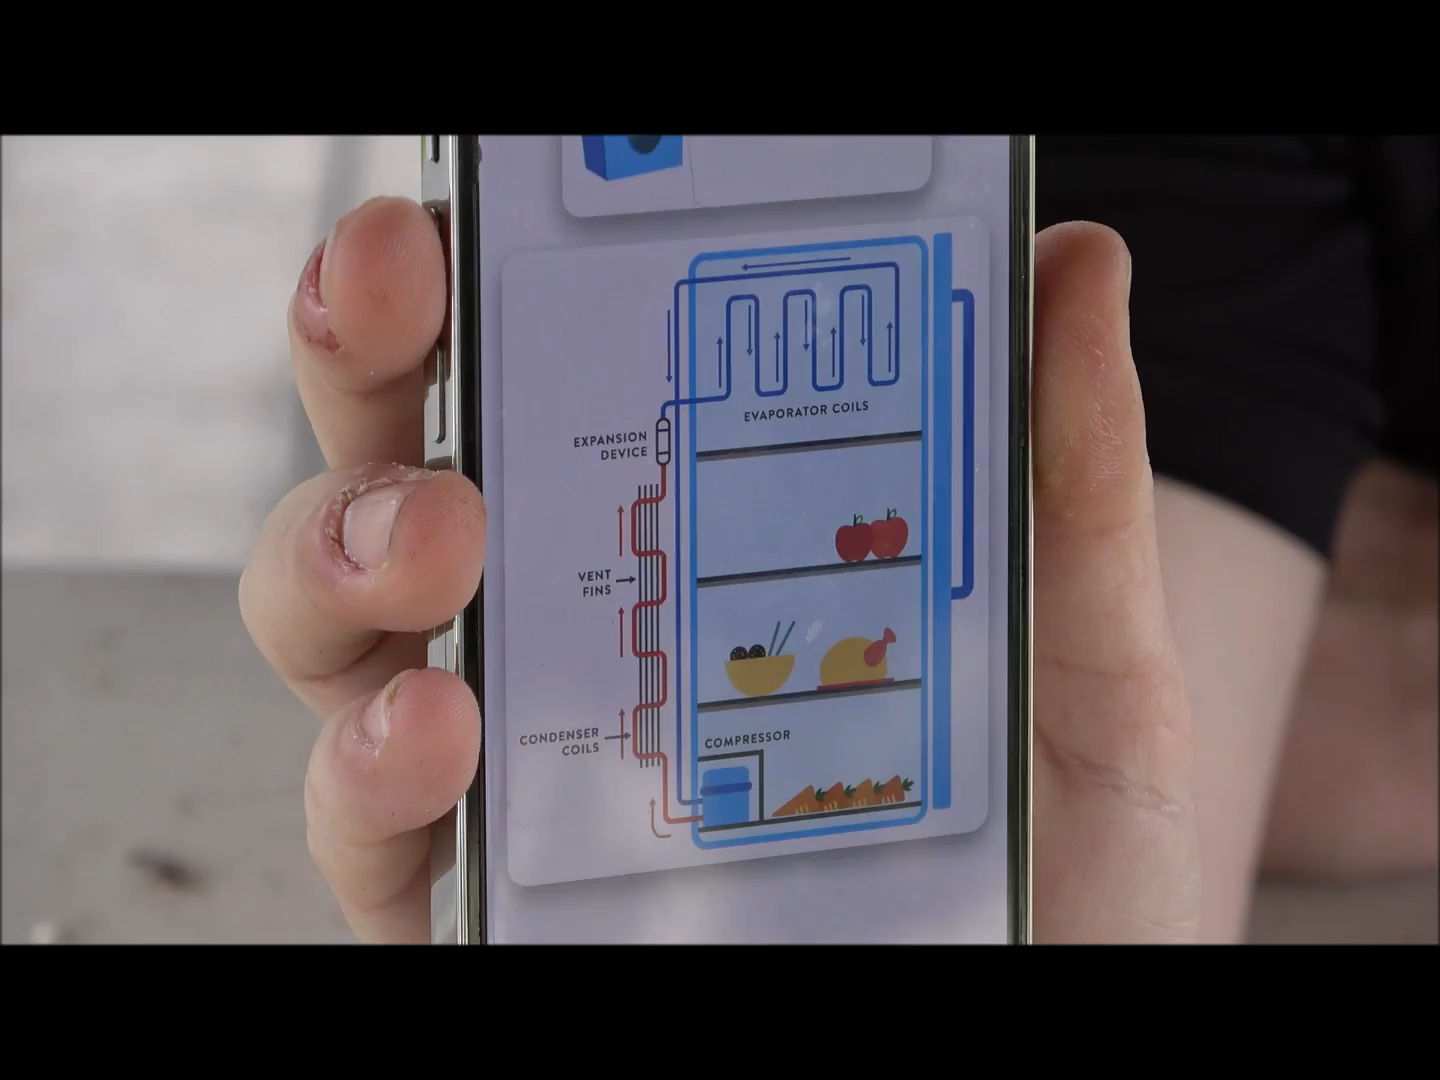 EVAPORATOR COILS
EXPANSION
DEVICE
VENT
FINS
CONDENSER
COILS
COMPRESSOR